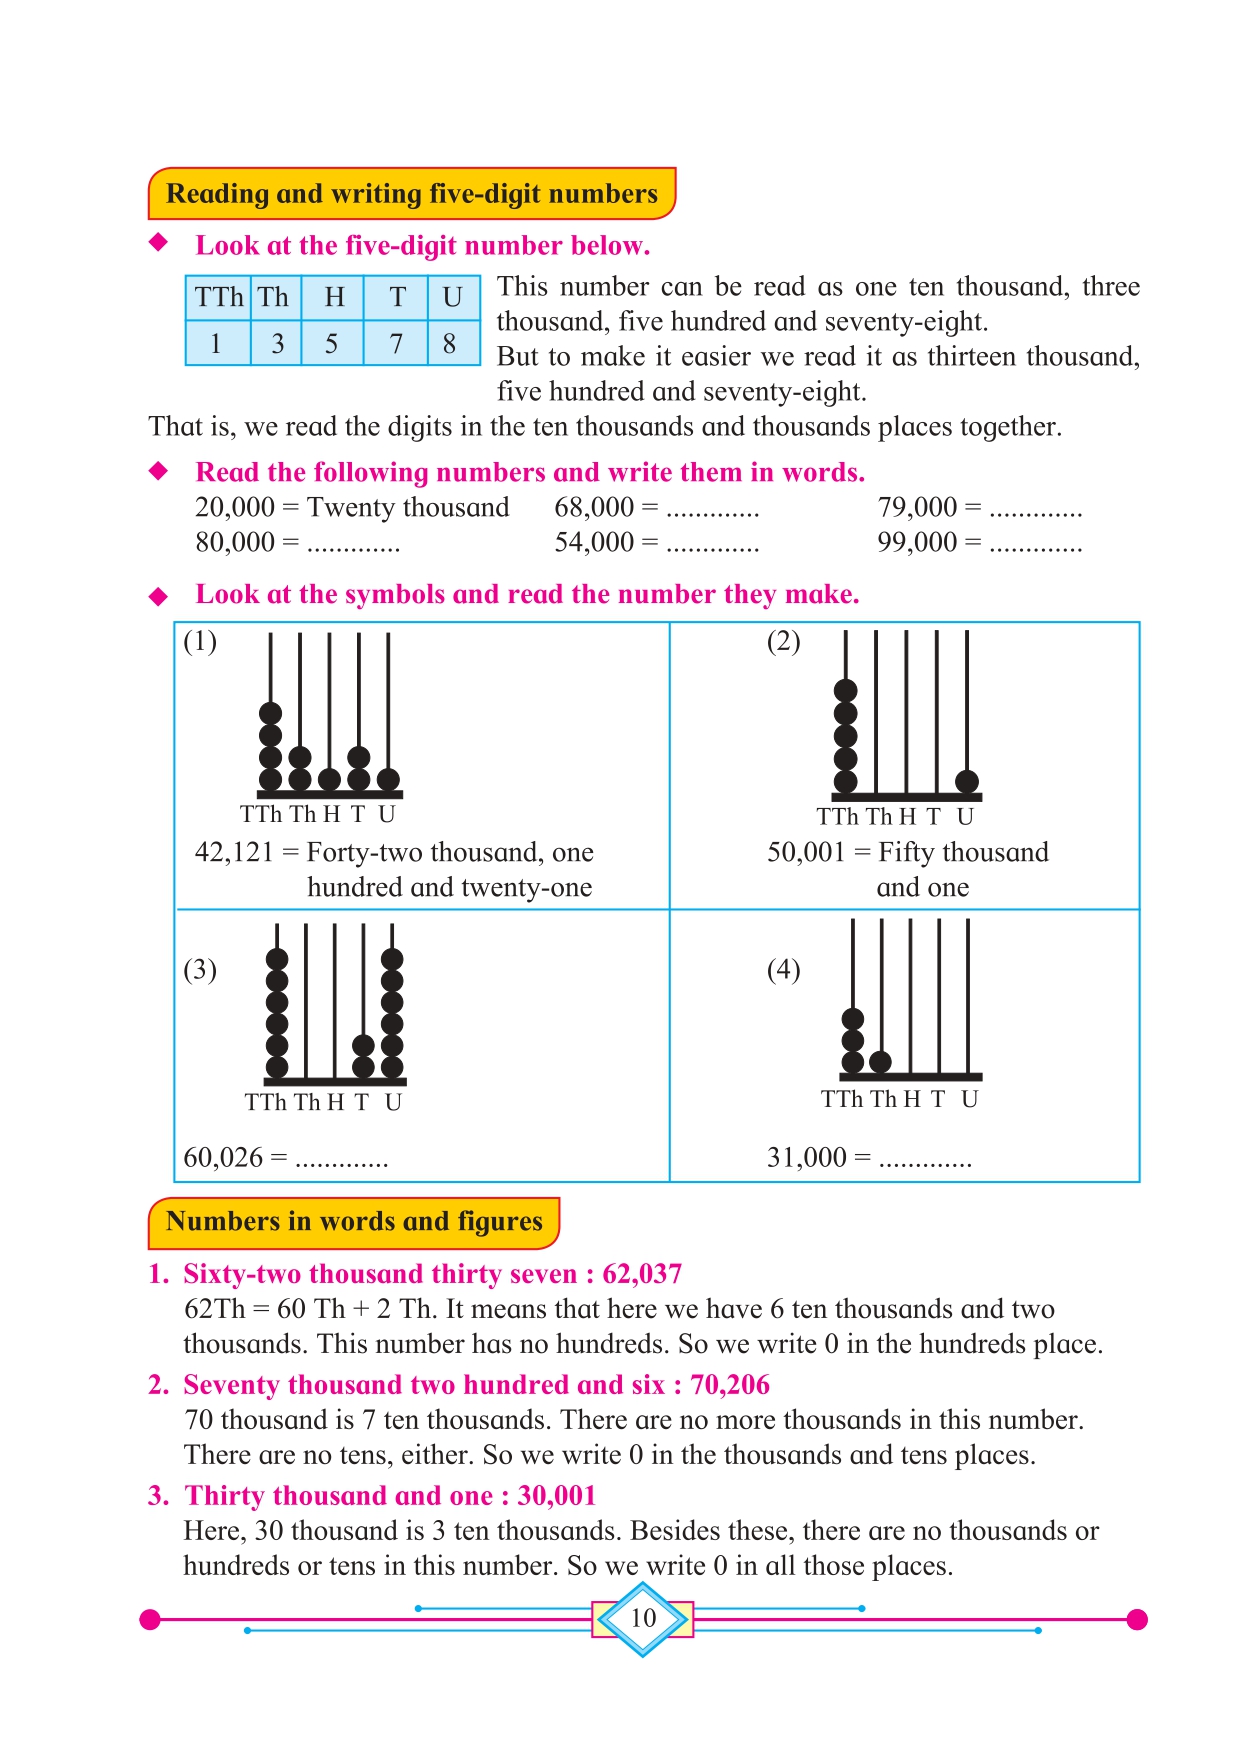 Reading and writing five-digit numbers
Look at the five-digit number below.
TTh Th H T U
1 3 5 7 8
This number can be read as one ten thousand, three
thousand, five hundred and seventy-eight.
But to make it easier we read it as thirteen thousand,
five hundred and seventy-eight.
That is, we read the digits in the ten thousands and thousands places together.
Read the following numbers and write them in words.
20,000 = Twenty thousand 68,000 = ............. 79,000 = .............
80,000 = ............. 54,000 = ............. 99,000 = .............
Look at the symbols and read the number they make.
(1)
TTh Th H T U
42,121 = Forty-two thousand, one
hundred and twenty-one
(2)
TTh Th H T U
50,001 = Fifty thousand
and one
(3)
TTh Th H T U
60,026 = .............
(4)
TTh Th H T U
31,000 = .............
Numbers in words and figures
1. Sixty-two thousand thirty seven : 62,037
62Th = 60 Th + 2 Th. It means that here we have 6 ten thousands and two
thousands. This number has no hundreds. So we write 0 in the hundreds place.
2. Seventy thousand two hundred and six : 70,206
70 thousand is 7 ten thousands. There are no more thousands in this number.
There are no tens, either. So we write 0 in the thousands and tens places.
3. Thirty thousand and one : 30,001
Here, 30 thousand is 3 ten thousands. Besides these, there are no thousands or
hundreds or tens in this number. So we write 0 in all those places.
10